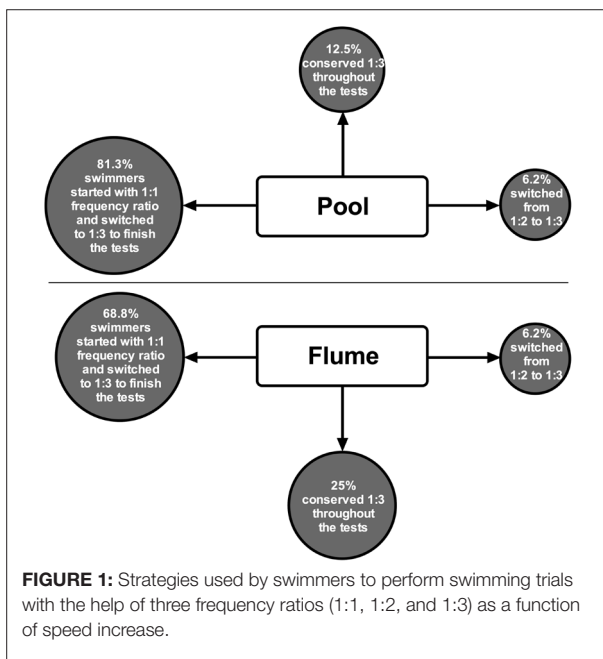 12.5%
conserved 1:3
throughout
the tests
81.3%
swimmers
started with 1:1
frequency ratio
and switched
to 1:3 to finish
the tests
Pool
6.2%
switched
from
1:2 to 1:3
68.8%
swimmers
started with 1:1
frequency ratio
and switched
to 1:3 to finish
the tests
Flume
6.2%
switched
from
1:2 to 1:3
25%
conserved 1:3
throughout
the tests
FIGURE 1: Strategies used by swimmers to perform swimming trials
with the help of three frequency ratios (1:1, 1:2, and 1:3) as a function
of speed increase.